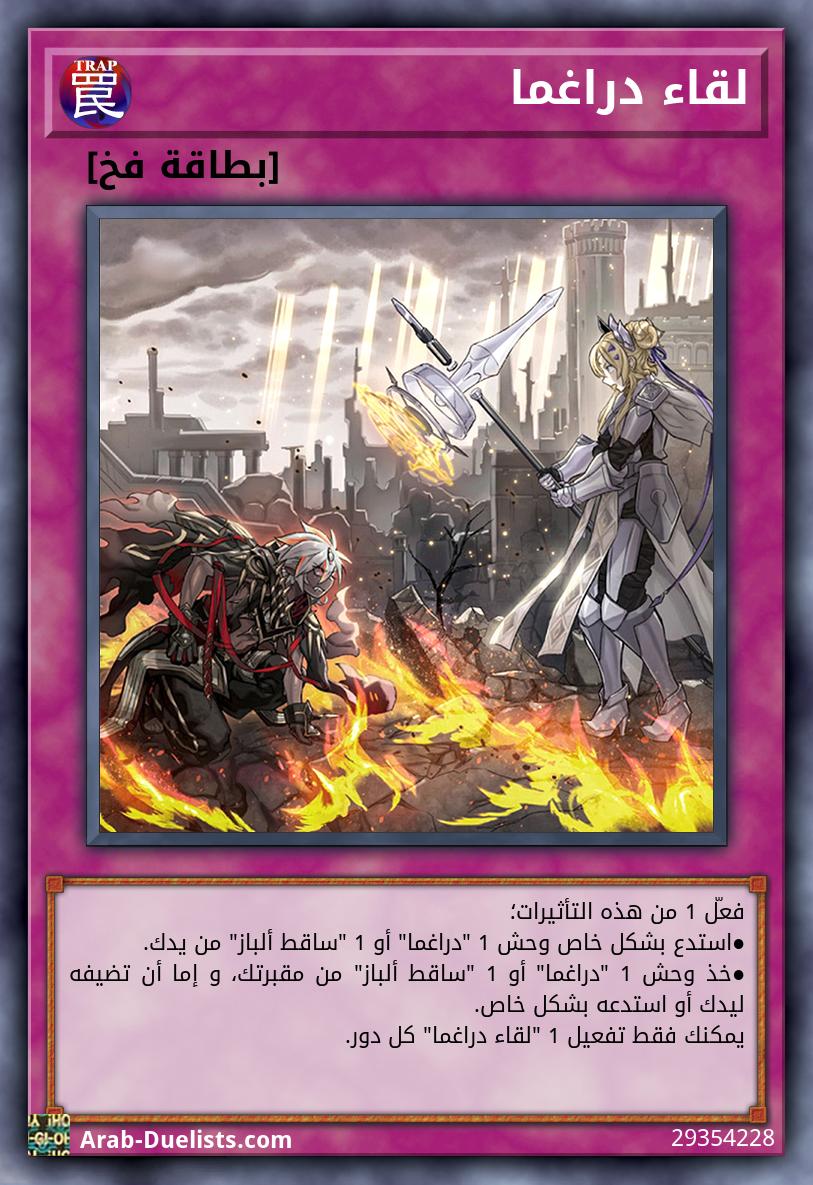 لقاء دراغما
TRAP
罠
[بطاقة فخ]
فعّل 1 من هذه التأثيرات؛
●استدع بشكل خاص وحش 1 "دراغما" أو 1 "ساقط ألباز" من يدك.
●خذ وحش 1 "دراغما" أو 1 "ساقط ألباز" من مقبرتك، و إما أن تضيفه
ليدك أو استدعه بشكل خاص.
يمكنك فقط تفعيل 1 "لقاء دراغما" كل دور.
Arab-Duelists.com
29354228